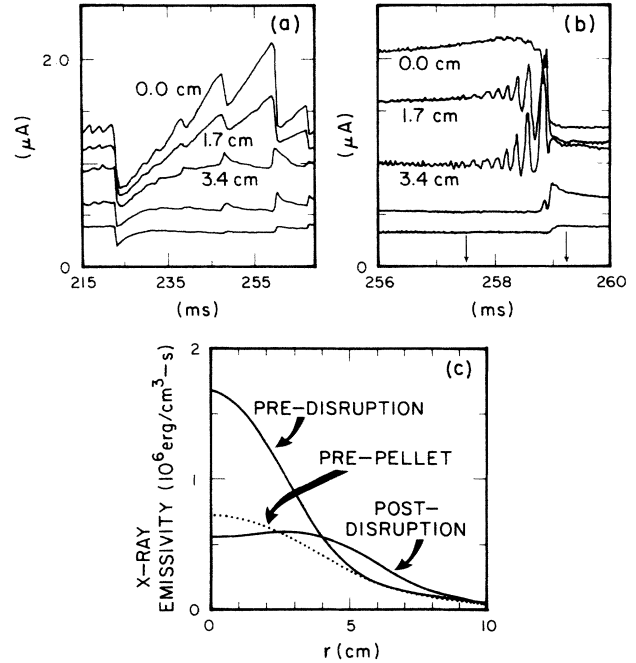 (a)
2.0
(μA)
0
0.0 cm
1.7 cm
3.4 cm
215 235 255
(ms)
(b)
(μA)
0
0.0 cm
1.7 cm
3.4 cm
256 258 260
(ms)
(c)
2
1
0
X-RAY
EMISSIVITY (10⁶erg/cm³-s)
PRE-DISRUPTION
PRE-PELLET
POST-
DISRUPTION
0 5 10
r (cm)